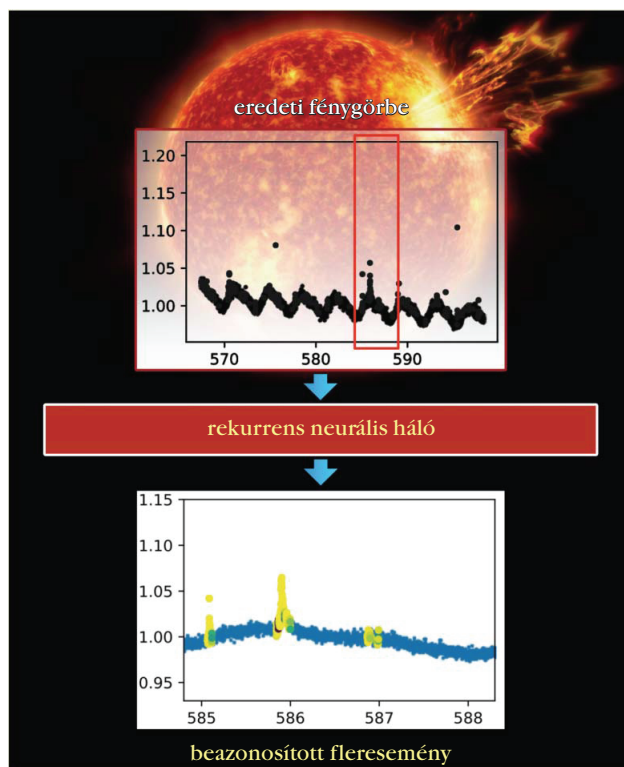 eredeti fénygörbe
1.20
1.15
1.10
1.05
1.00
570 580 590
rekurrens neurális háló
1.15
1.10
1.05
1.00
0.95
585 586 587 588
beazonosított fleresemény